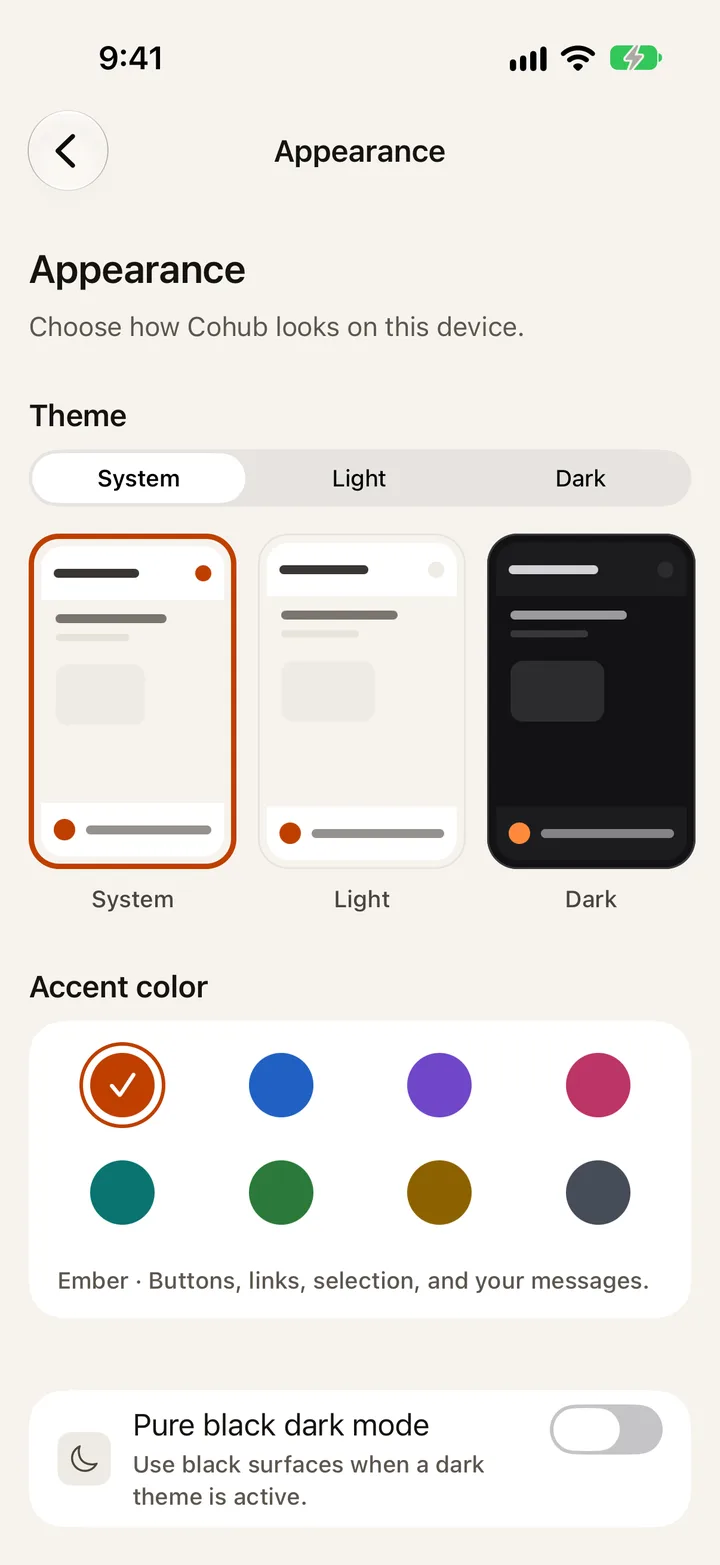 9:41
Appearance
Appearance
Choose how Cohub looks on this device.
Theme
System
Light
Dark
System
Light
Dark
Accent color
Ember · Buttons, links, selection, and your messages.
Pure black dark mode
Use black surfaces when a dark
theme is active.